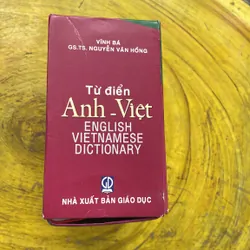 VĨNH BÁ
GS.TS. NGUYỄN VĂN HỒNG
Từ điển
Anh - Việt
ENGLISH
VIETNAMESE
DICTIONARY
NHÀ XUẤT BẢN GIÁO DỤC